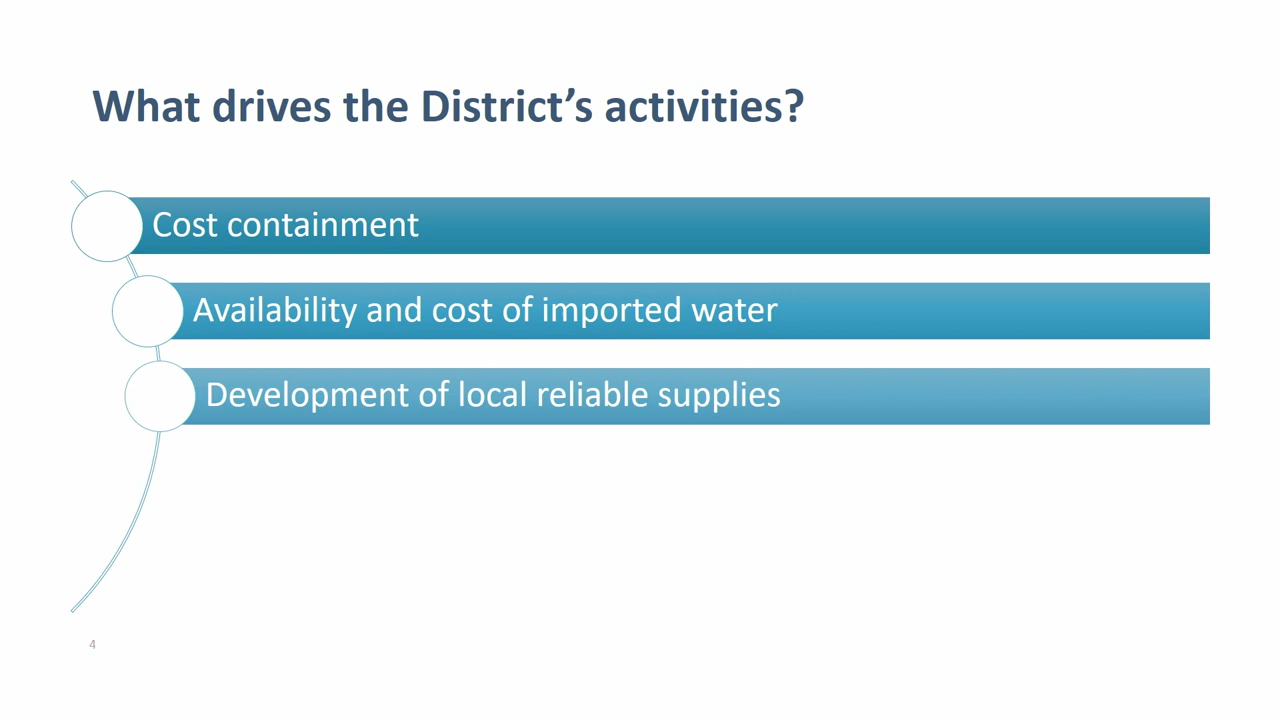 What drives the District’s activities?
Cost containment
Availability and cost of imported water
Development of local reliable supplies
4